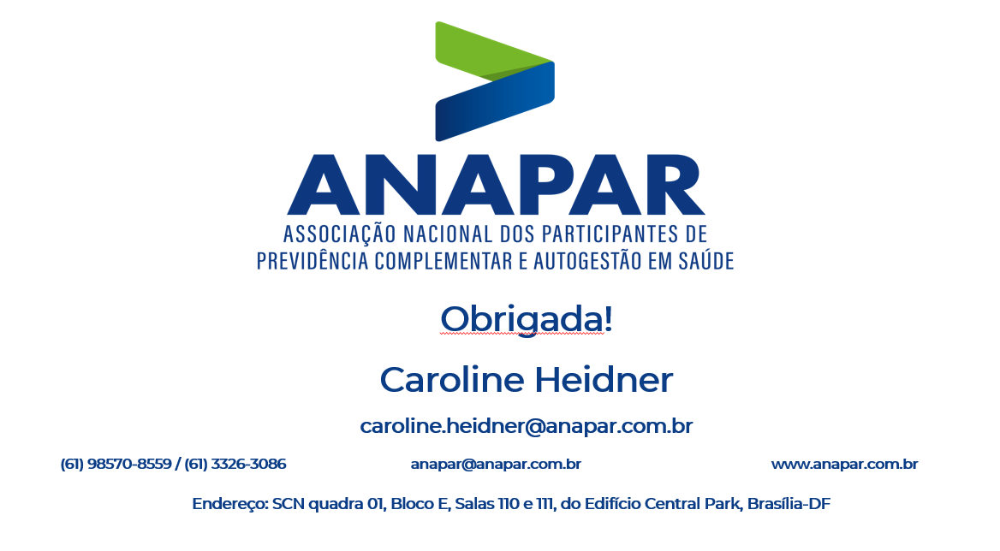 ANAPAR
ASSOCIAÇÃO NACIONAL DOS PARTICIPANTES DE
PREVIDÊNCIA COMPLEMENTAR E AUTOGESTÃO EM SAÚDE
Obrigada!
Caroline Heidner
caroline.heidner@anapar.com.br
(61) 98570-8559 / (61) 3326-3086
anapar@anapar.com.br
www.anapar.com.br
Endereço: SCN quadra 01, Bloco E, Salas 110 e 111, do Edifício Central Park, Brasília-DF